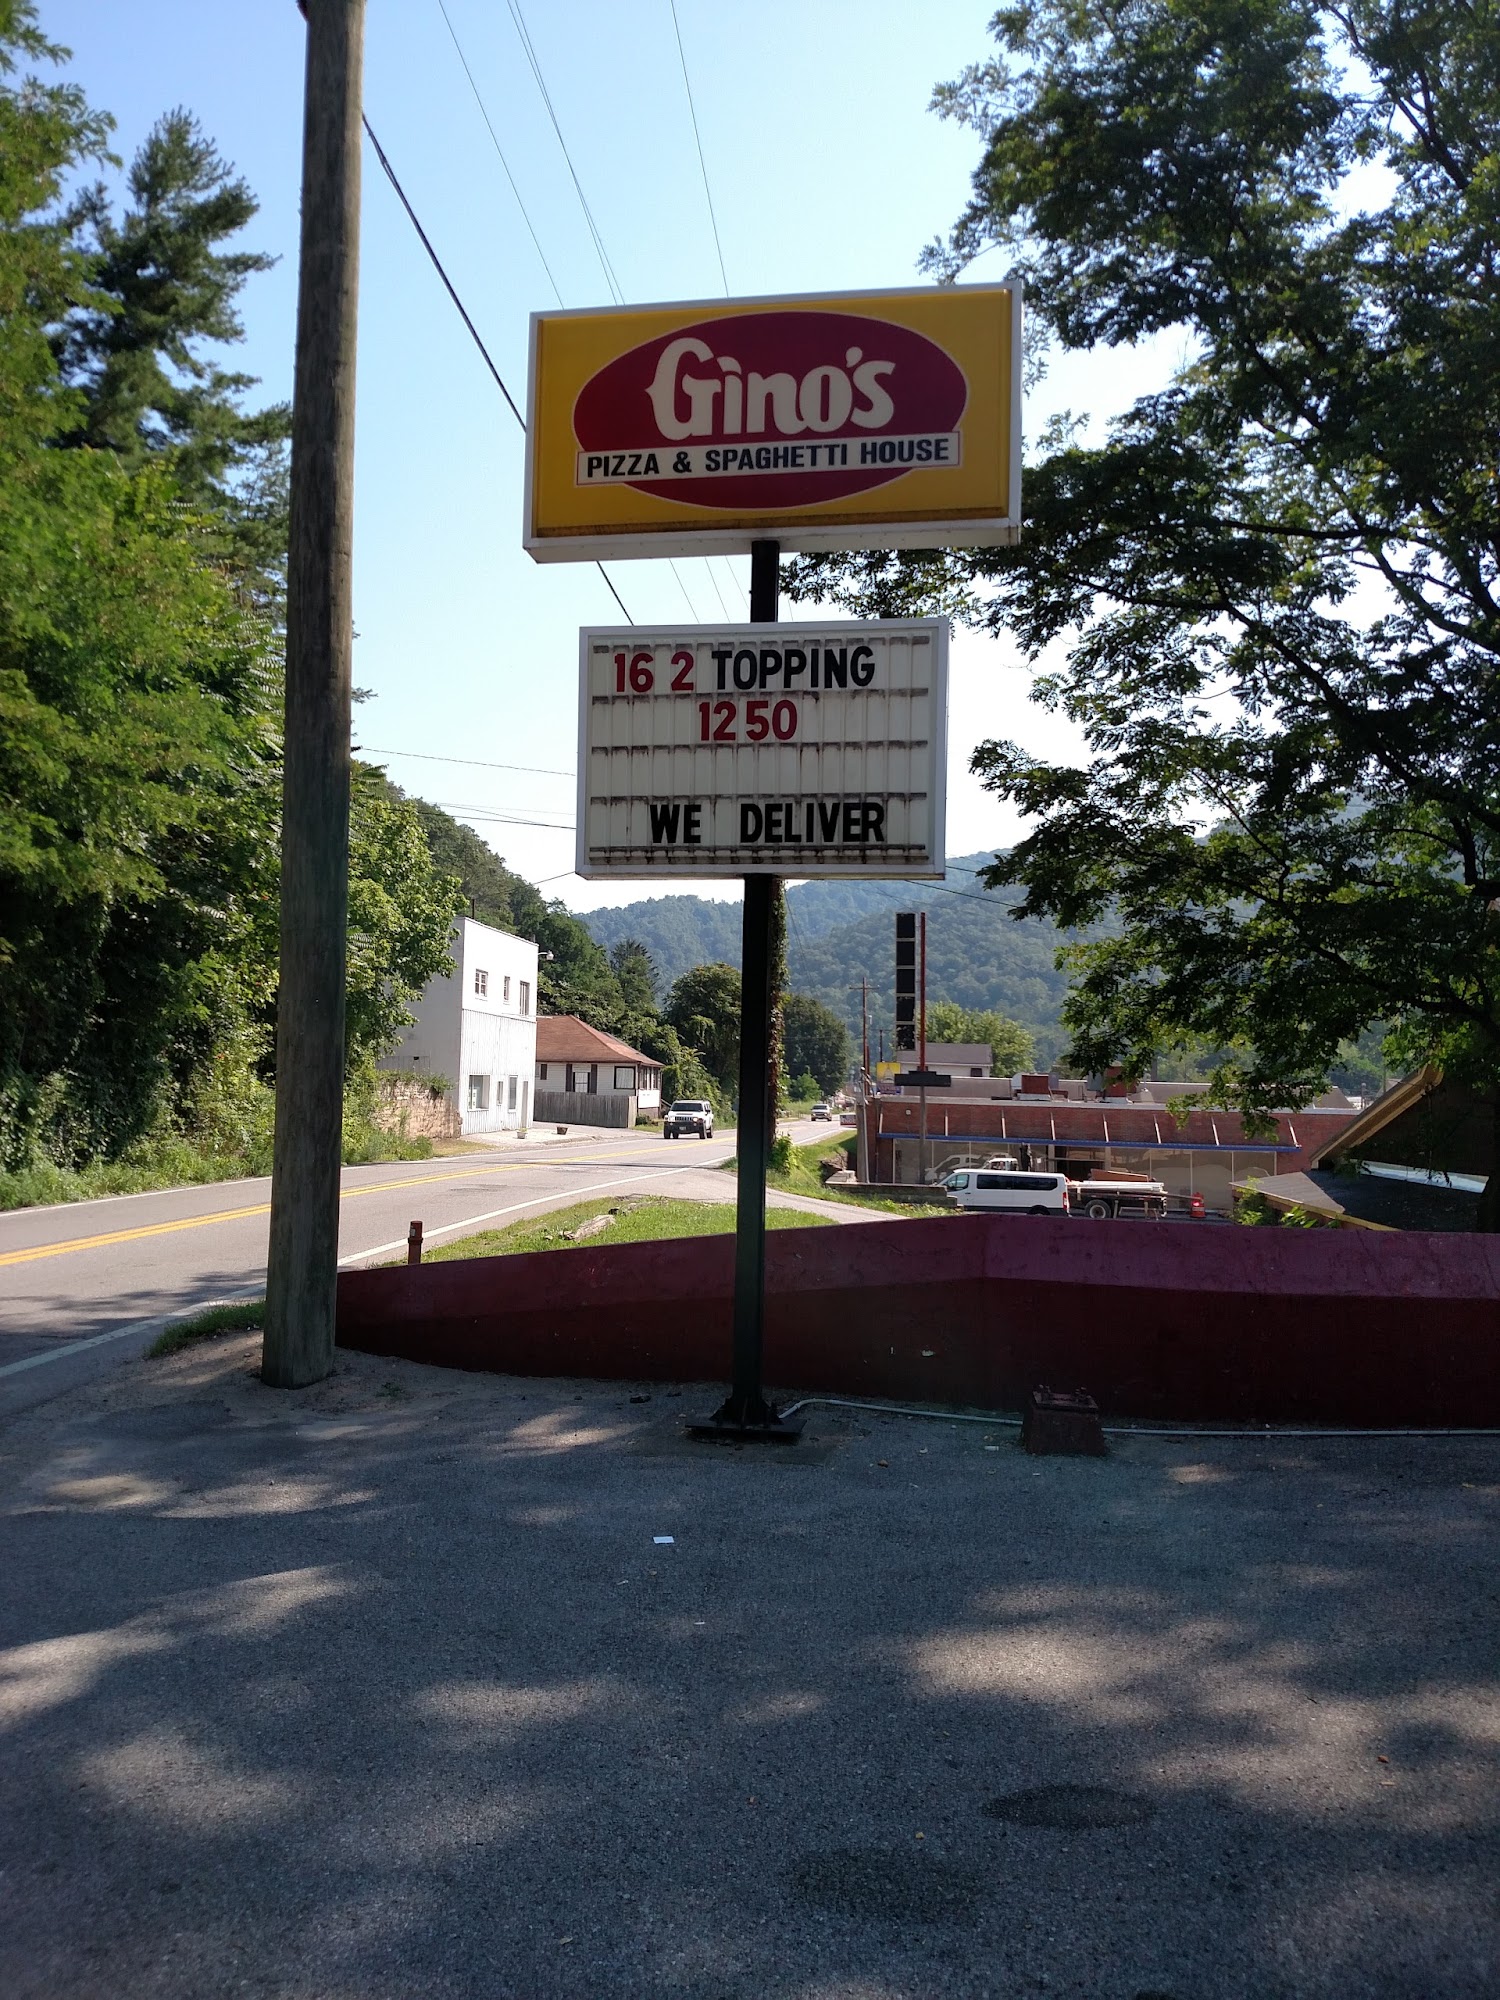 Gino's
PIZZA & SPAGHETTI HOUSE
16 2 TOPPING
12 50
WE DELIVER